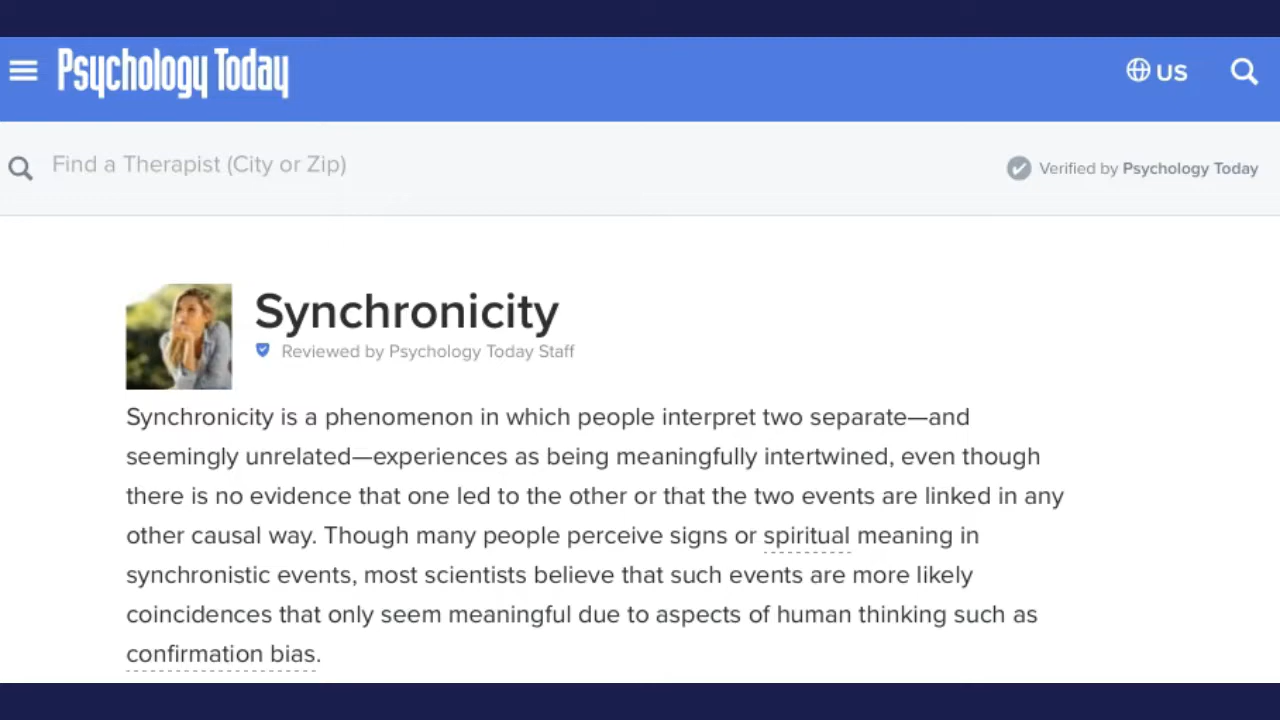 Psychology Today
US
Find a Therapist (City or Zip)
Verified by Psychology Today
Synchronicity
Reviewed by Psychology Today Staff
Synchronicity is a phenomenon in which people interpret two separate—and
seemingly unrelated—experiences as being meaningfully intertwined, even though
there is no evidence that one led to the other or that the two events are linked in any
other causal way. Though many people perceive signs or spiritual meaning in
synchronistic events, most scientists believe that such events are more likely
coincidences that only seem meaningful due to aspects of human thinking such as
confirmation bias.